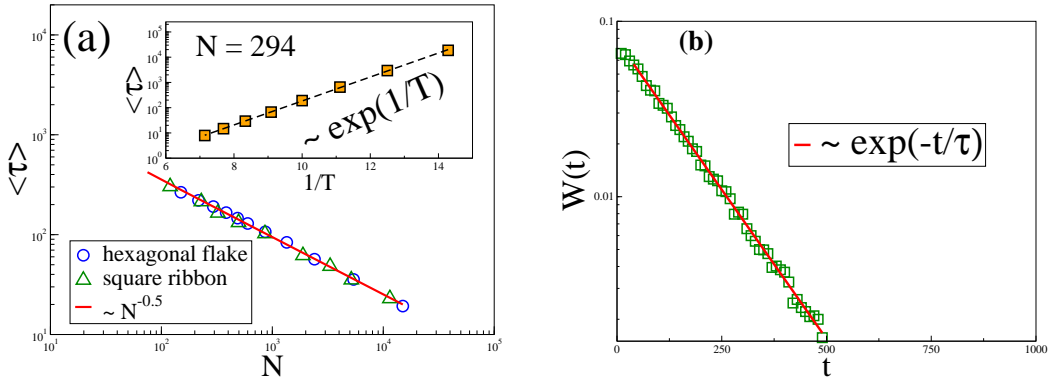 (a)
N = 294
<τ>
10^5
10^4
10^3
10^2
10^1
10^0
6
8
10
12
14
1/T
~ exp(1/T)
<τ>
10^4
10^3
10^2
10^1
hexagonal flake
square ribbon
~ N^-0.5
10^1
10^2
10^3
10^4
10^5
N
(b)
W(t)
0.1
0.01
~ exp(-t/τ)
0
250
500
750
1000
t